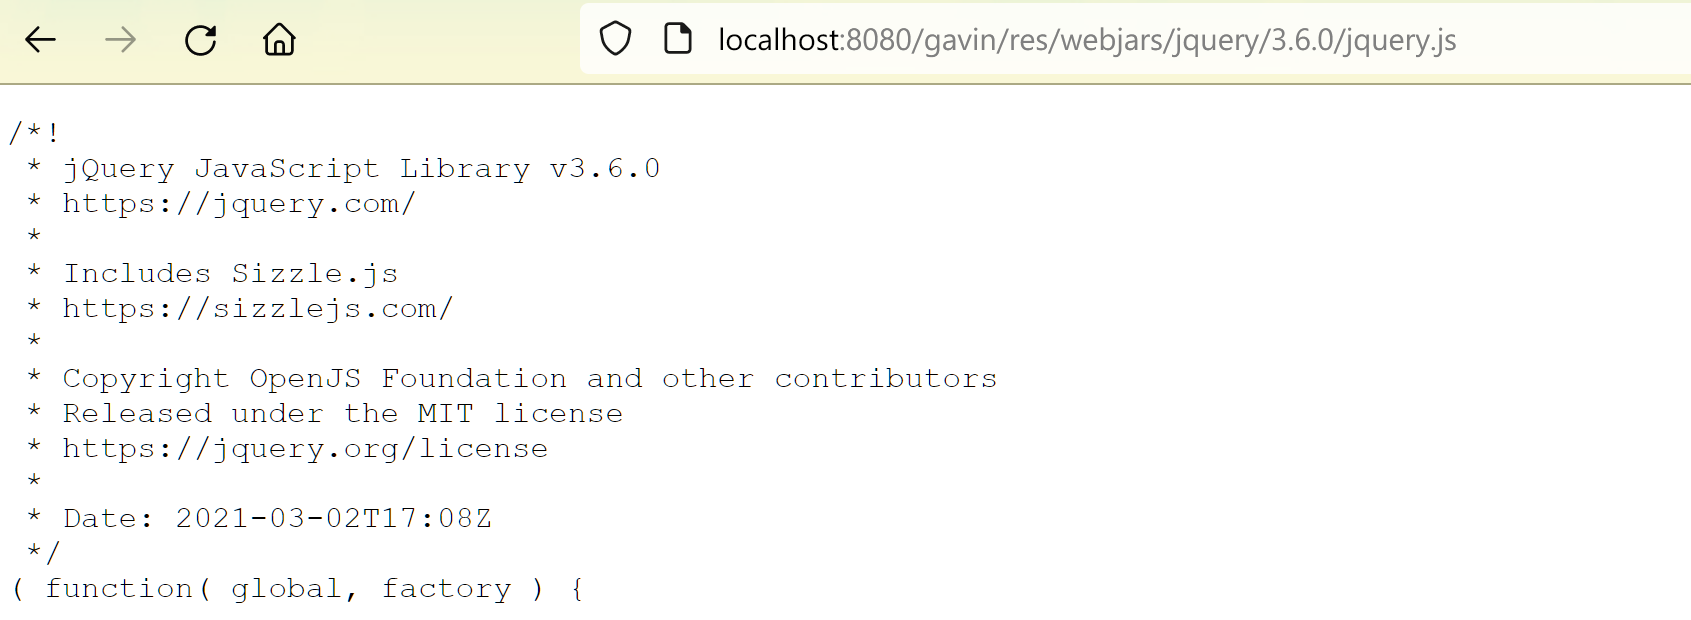 localhost:8080/gavin/res/webjars/jquery/3.6.0/jquery.js
/*!
 * jQuery JavaScript Library v3.6.0
 * https://jquery.com/
 *
 * Includes Sizzle.js
 * https://sizzlejs.com/
 *
 * Copyright OpenJS Foundation and other contributors
 * Released under the MIT license
 * https://jquery.org/license
 *
 * Date: 2021-03-02T17:08Z
 */
( function( global, factory ) {